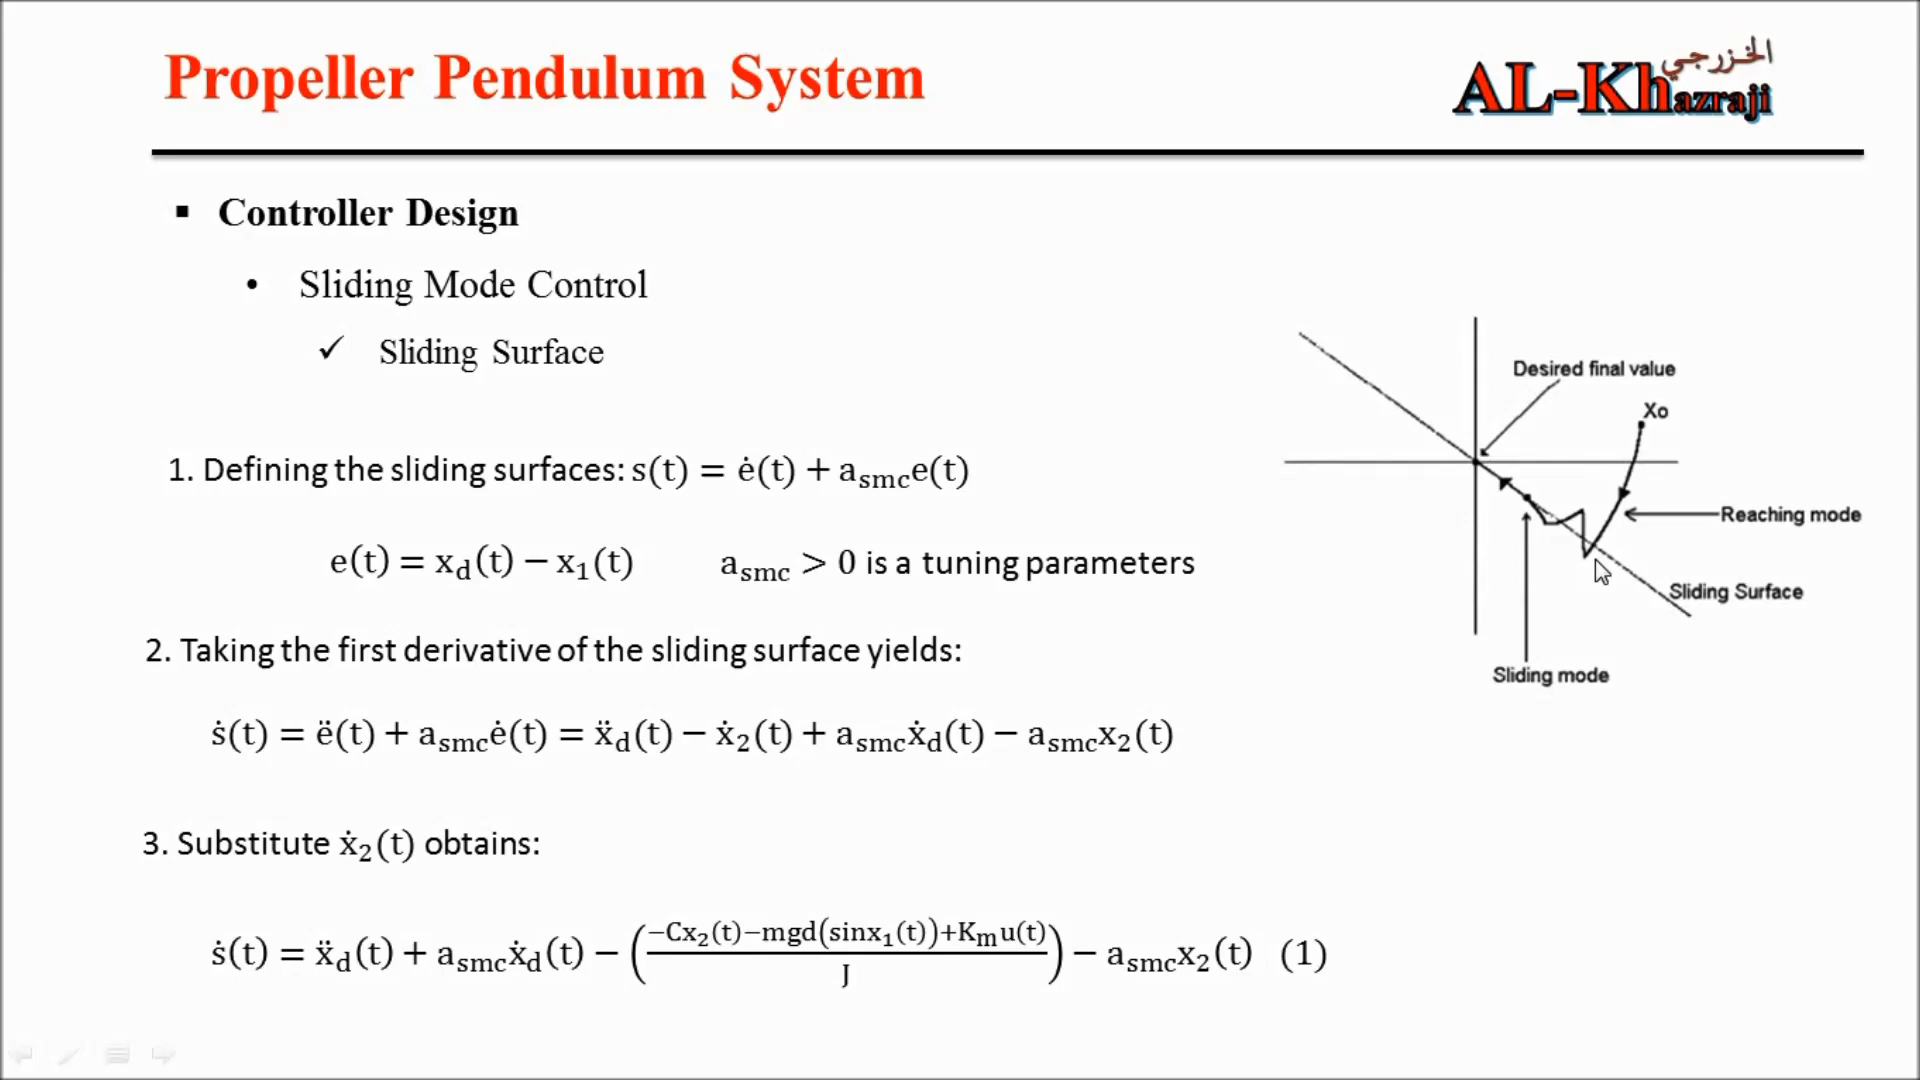 Propeller Pendulum System
الخزرجي
AL-Khazraji
▪ Controller Design
• Sliding Mode Control
✓ Sliding Surface
1. Defining the sliding surfaces: s(t) = ė(t) + a_smc e(t)
e(t) = x_d(t) − x_1(t) a_smc > 0 is a tuning parameters
2. Taking the first derivative of the sliding surface yields:
ṡ(t) = ë(t) + a_smc ė(t) = ẍ_d(t) − ẋ_2(t) + a_smc ẋ_d(t) − a_smc x_2(t)
3. Substitute ẋ_2(t) obtains:
ṡ(t) = ẍ_d(t) + a_smc ẋ_d(t) − ((−Cx_2(t)−mgd(sinx_1(t))+K_m u(t))/J) − a_smc x_2(t) (1)
Desired final value
Xo
Reaching mode
Sliding Surface
Sliding mode